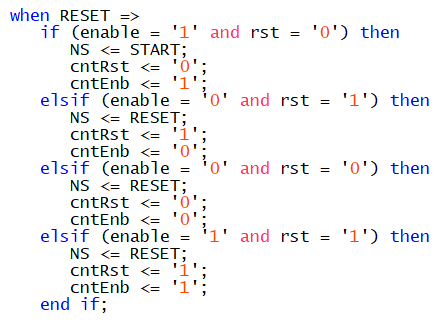 when RESET =>
if (enable = '1' and rst = '0') then
NS <= START;
cntRst <= '0';
cntEnb <= '1';
elsif (enable = '0' and rst = '1') then
NS <= RESET;
cntRst <= '1';
cntEnb <= '0';
elsif (enable = '0' and rst = '0') then
NS <= RESET;
cntRst <= '0';
cntEnb <= '0';
elsif (enable = '1' and rst = '1') then
NS <= RESET;
cntRst <= '1';
cntEnb <= '1';
end if;